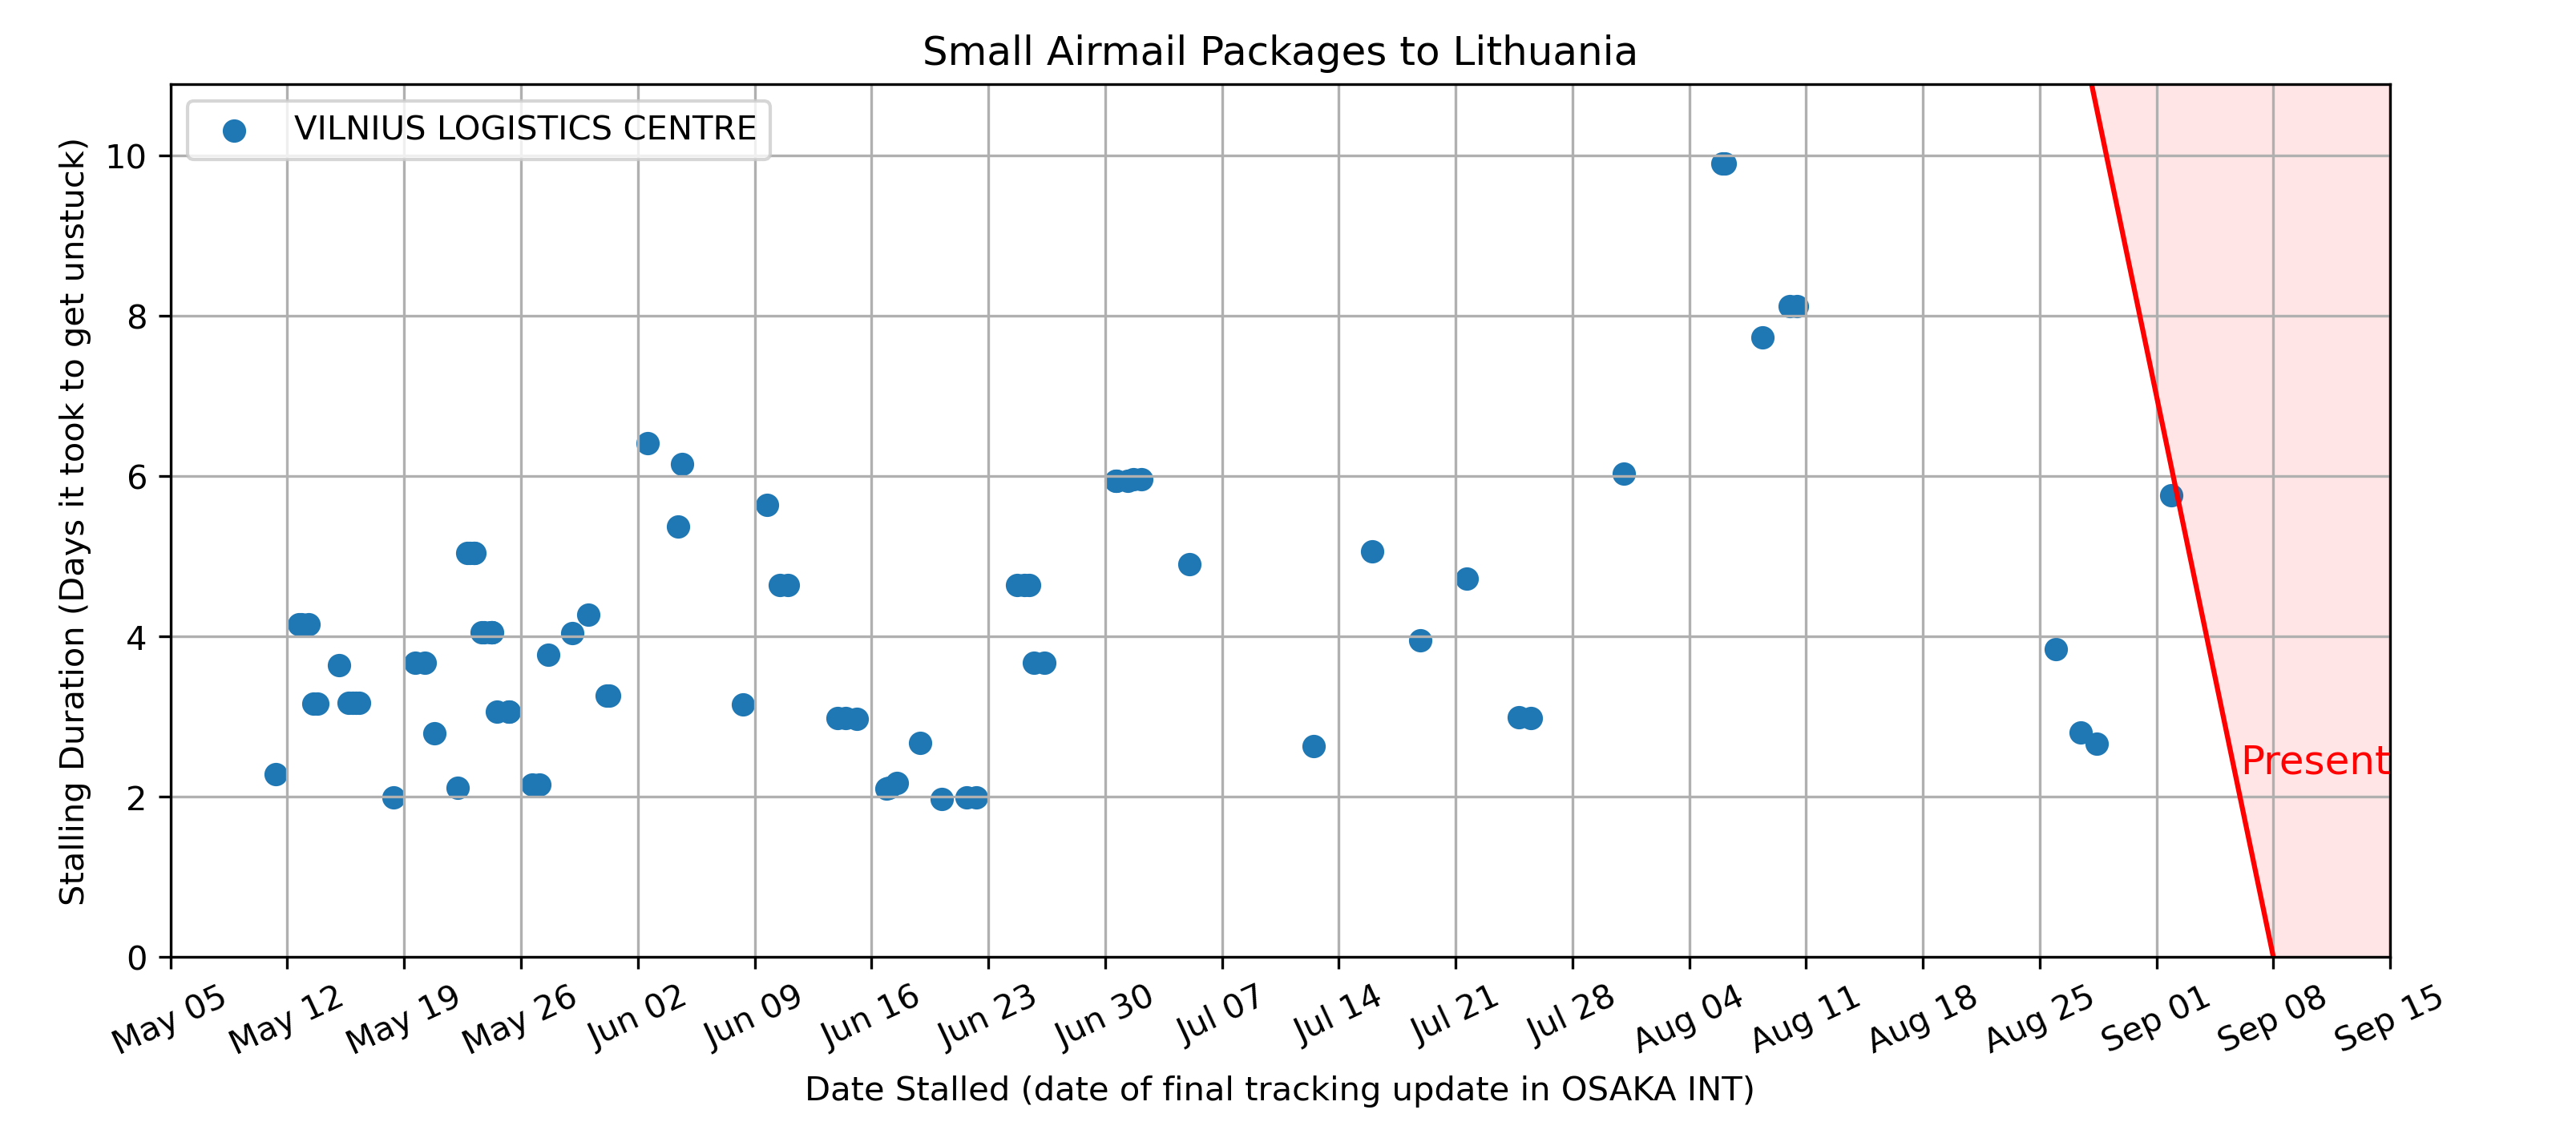 Small Airmail Packages to Lithuania
VILNIUS LOGISTICS CENTRE
Stalling Duration (Days it took to get unstuck)
10
8
6
4
2
0
Present
May 05
May 12
May 19
May 26
Jun 02
Jun 09
Jun 16
Jun 23
Jun 30
Jul 07
Jul 14
Jul 21
Jul 28
Aug 04
Aug 11
Aug 18
Aug 25
Sep 01
Sep 08
Sep 15
Date Stalled (date of final tracking update in OSAKA INT)